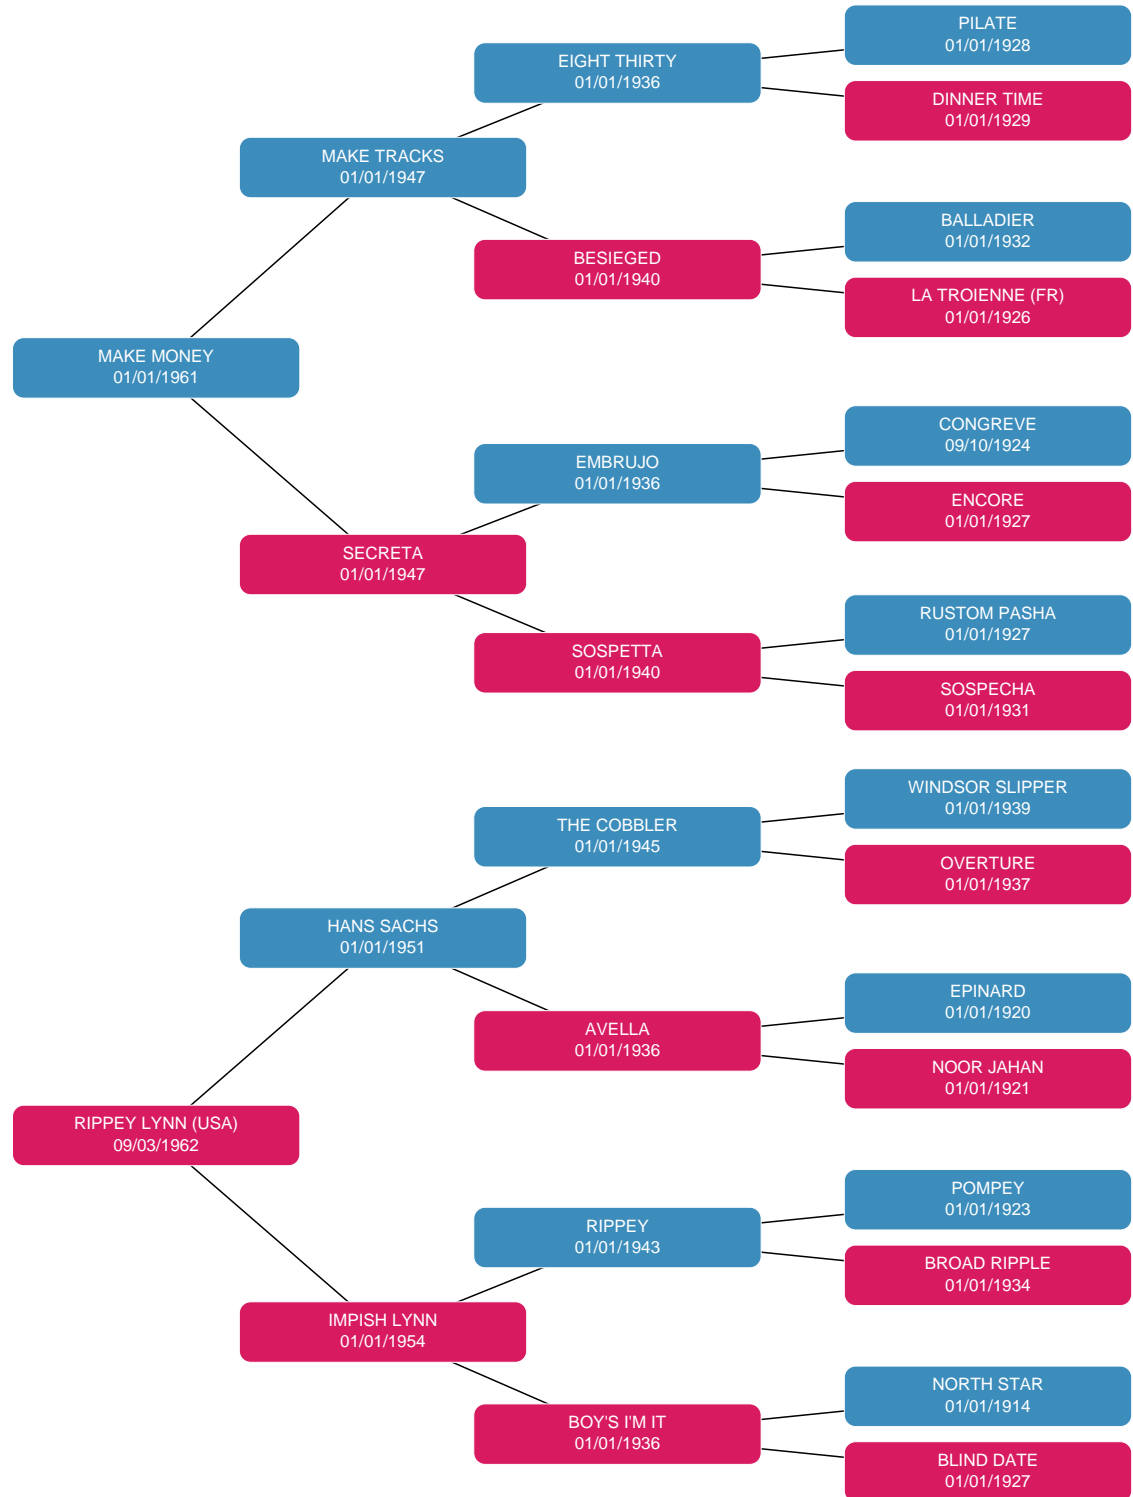 PILATE
01/01/1928
EIGHT THIRTY
01/01/1936
DINNER TIME
01/01/1929
MAKE TRACKS
01/01/1947
BALLADIER
01/01/1932
BESIEGED
01/01/1940
LA TROIENNE (FR)
01/01/1926
MAKE MONEY
01/01/1961
CONGREVE
09/10/1924
EMBRUJO
01/01/1936
ENCORE
01/01/1927
SECRETA
01/01/1947
RUSTOM PASHA
01/01/1927
SOSPETTA
01/01/1940
SOSPECHA
01/01/1931
WINDSOR SLIPPER
01/01/1939
THE COBBLER
01/01/1945
OVERTURE
01/01/1937
HANS SACHS
01/01/1951
EPINARD
01/01/1920
AVELLA
01/01/1936
NOOR JAHAN
01/01/1921
RIPPEY LYNN (USA)
09/03/1962
POMPEY
01/01/1923
RIPPEY
01/01/1943
BROAD RIPPLE
01/01/1934
IMPISH LYNN
01/01/1954
NORTH STAR
01/01/1914
BOY'S I'M IT
01/01/1936
BLIND DATE
01/01/1927